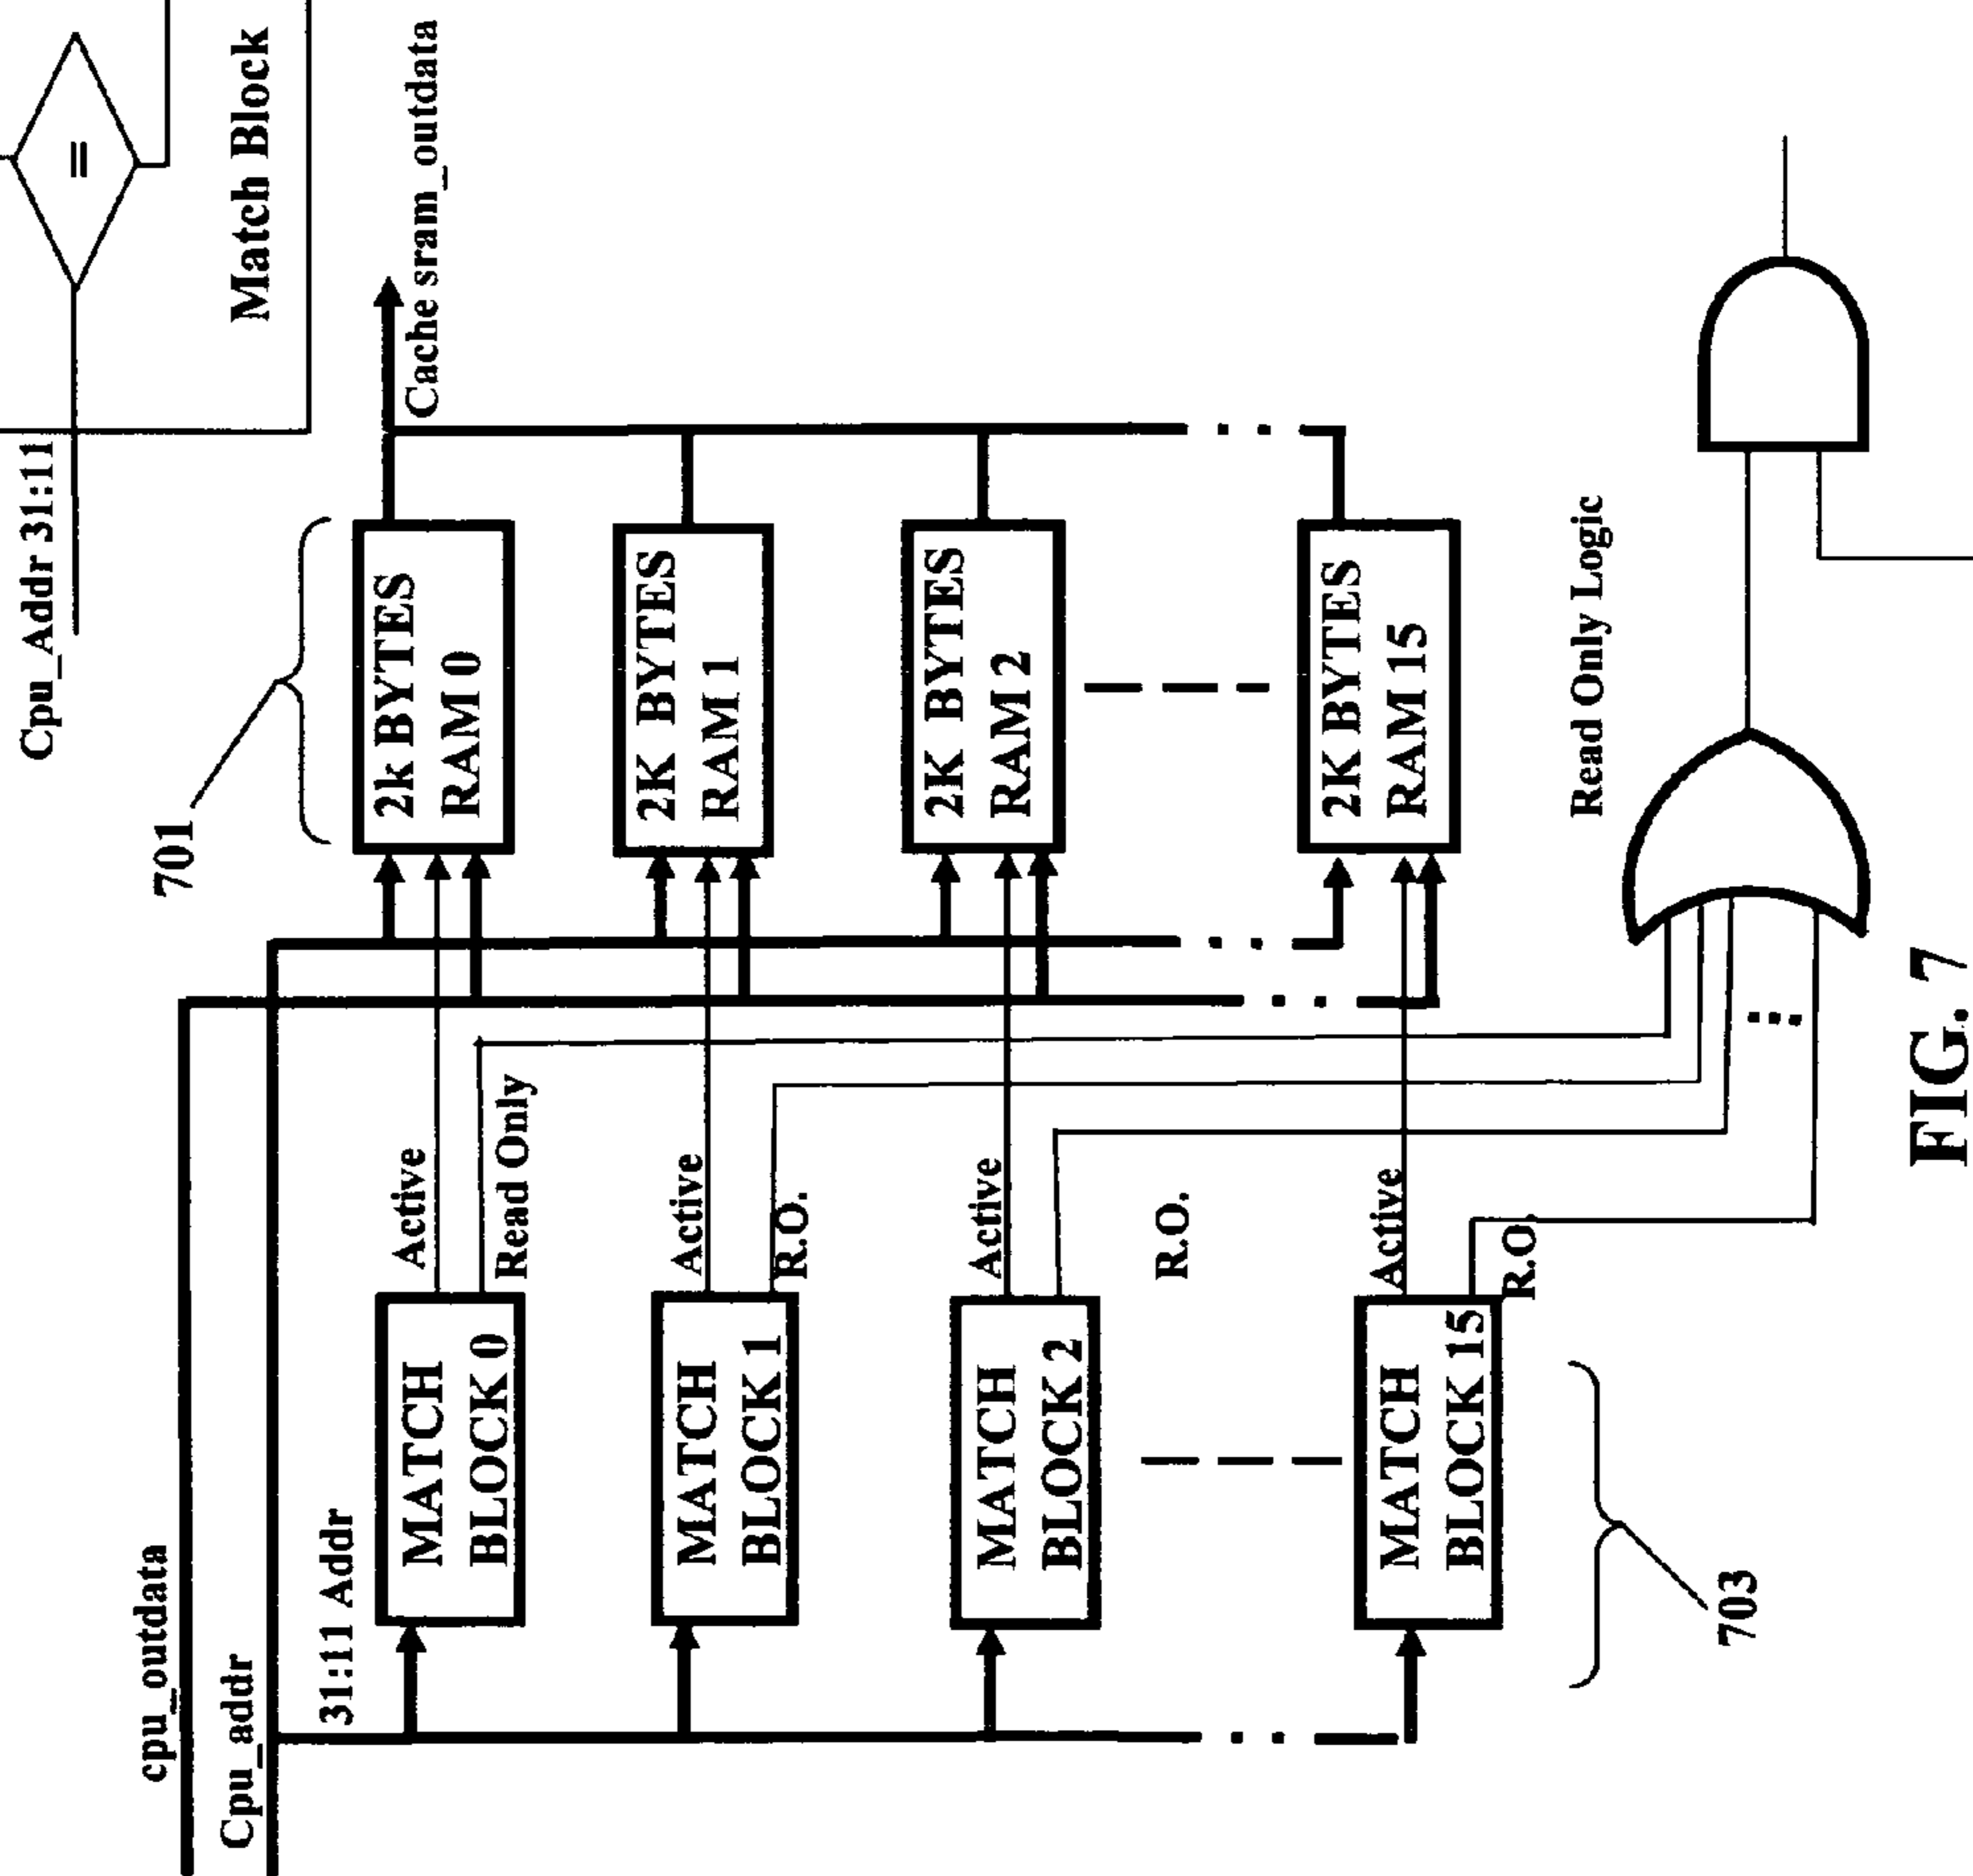 Cpu_Addr 31:11
=
Match Block
701
cpu_outdata
Cpu_addr
31:11 Addr
Cache sram_outdata
MATCH
BLOCK 0
Active
Read Only
2k BYTES
RAM 0
MATCH
BLOCK 1
Active
R.O.
2K BYTES
RAM 1
MATCH
BLOCK 2
Active
R.O.
2K BYTES
RAM 2
MATCH
BLOCK 15
Active
R.O.
2K BYTES
RAM 15
703
Read Only Logic
FIG. 7